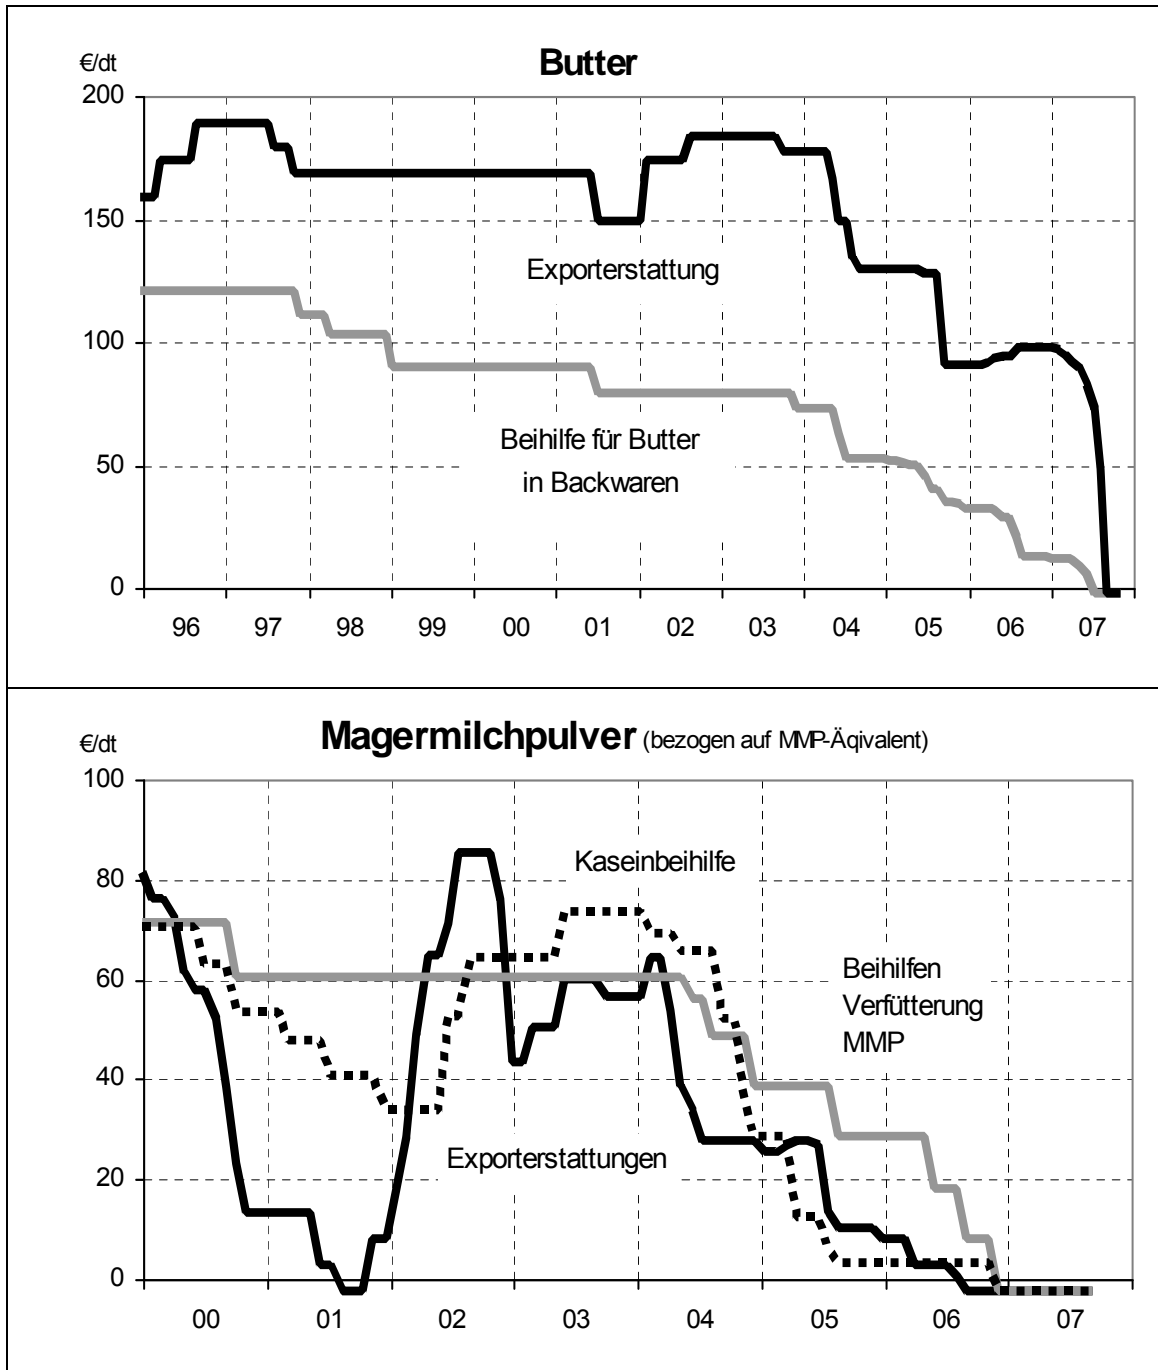 €/dt
Butter
200
150
100
50
0
Exporterstattung
Beihilfe für Butter
in Backwaren
96 97 98 99 00 01 02 03 04 05 06 07
€/dt
Magermilchpulver (bezogen auf MMP-Äqivalent)
100
80
60
40
20
0
Kaseinbeihilfe
Beihilfen
Verfütterung
MMP
Exporterstattungen
00 01 02 03 04 05 06 07